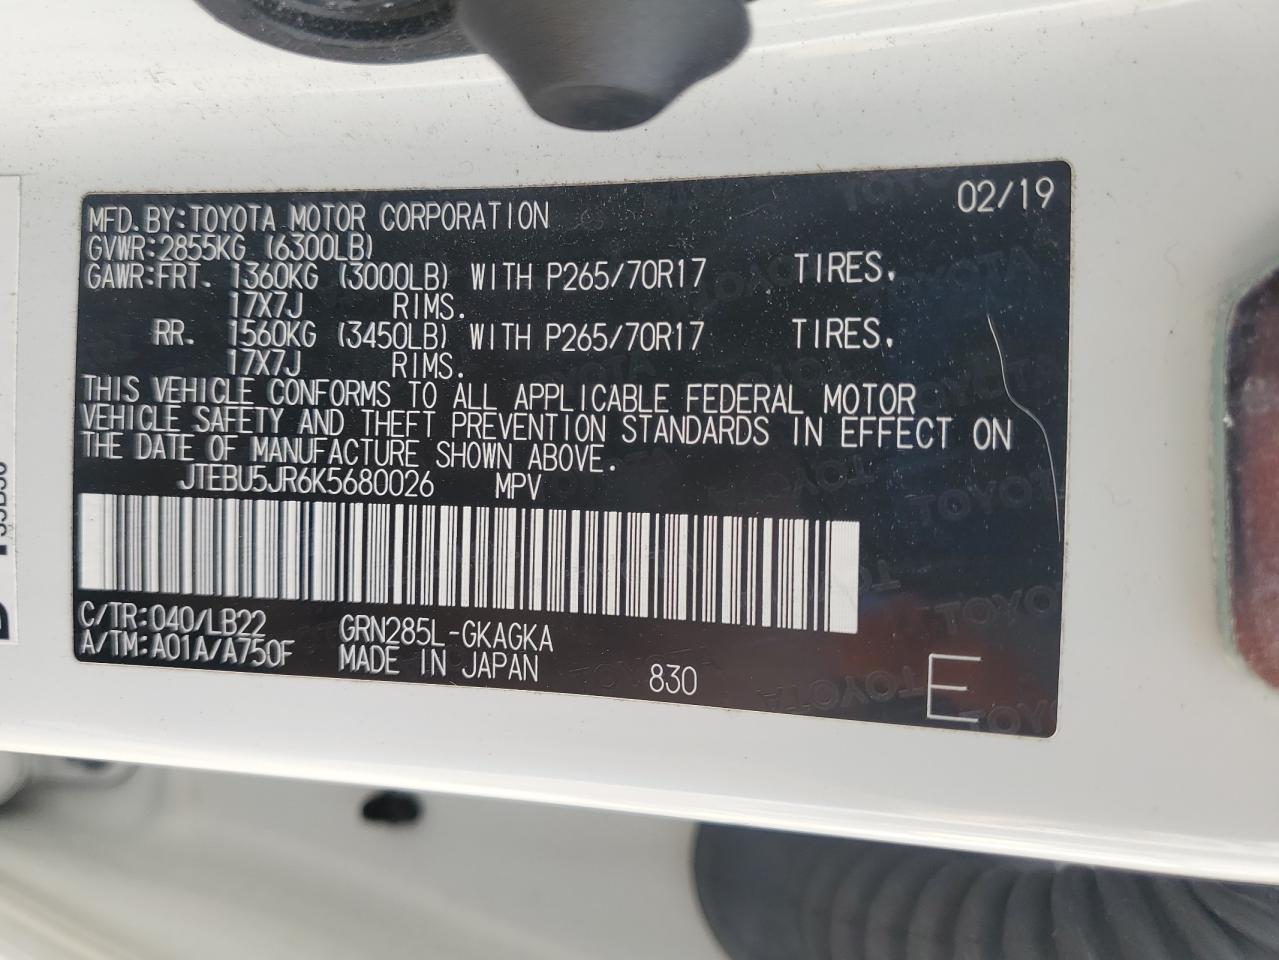 02/19
MFD.BY:TOYOTA MOTOR CORPORATION
GVWR:2855KG (6300LB)
GAWR:FRT. 1360KG (3000LB) WITH P265/70R17 TIRES.
17X7J RIMS.
RR. 1560KG (3450LB) WITH P265/70R17 TIRES.
17X7J RIMS.
THIS VEHICLE CONFORMS TO ALL APPLICABLE FEDERAL MOTOR
VEHICLE SAFETY AND THEFT PREVENTION STANDARDS IN EFFECT ON
THE DATE OF MANUFACTURE SHOWN ABOVE.
JTEBU5JR6K5680026 MPV
C/TR:040/LB22 GRN285L-GKAGKA
A/TM:A01A/A750F MADE IN JAPAN 830 E